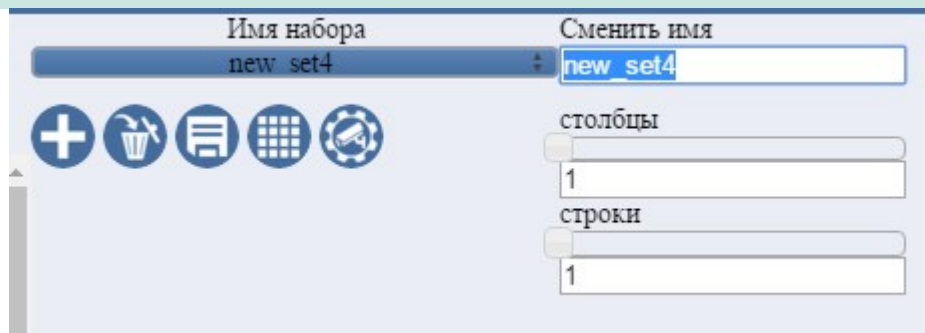 Имя набора
Сменить имя
new_set4
new_set4
столбцы
1
строки
1